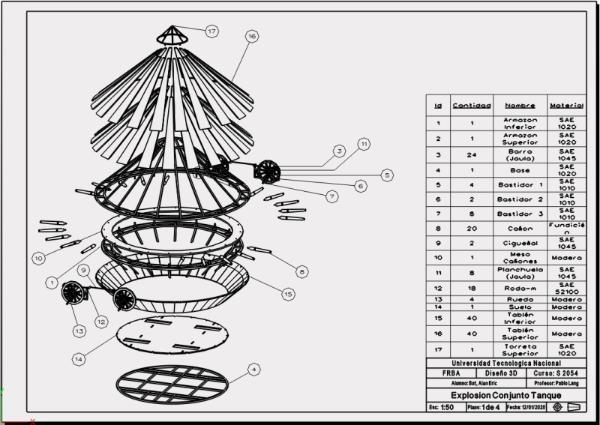 17
16
3
11
5
6
7
10
8
1
9
15
12
13
14
4
Id Cantidad Nombre Material
1 1 Armazon Inferior SAE 1020
2 1 Armazon Superior SAE 1020
3 24 Barra (Jaula) SAE 1045
4 1 Base SAE 1020
5 4 Bastidor 1 SAE 1010
6 2 Bastidor 2 SAE 1010
7 8 Bastidor 3 SAE 1010
8 20 Cañon Fundición
9 2 Cigueñal SAE 1045
10 1 Mesa Cañones Madera
11 8 Planchuela (Jaula) SAE 1045
12 18 Roda-m SAE 52100
13 4 Rueda Madera
14 1 Suelo Madera
15 40 Tablón Inferior Madera
16 40 Tablón Superior Madera
17 1 Torreta Superior SAE 1020
Universidad Tecnologica Nacional
FRBA Diseño 3D Curso: S 2054
Alumno: Bat, Alan Eric Profesor: Pablo Lang
Explosion Conjunto Tanque
Esc: 1:50 Plano: 1 de 4 Fecha: 12/01/2020
X